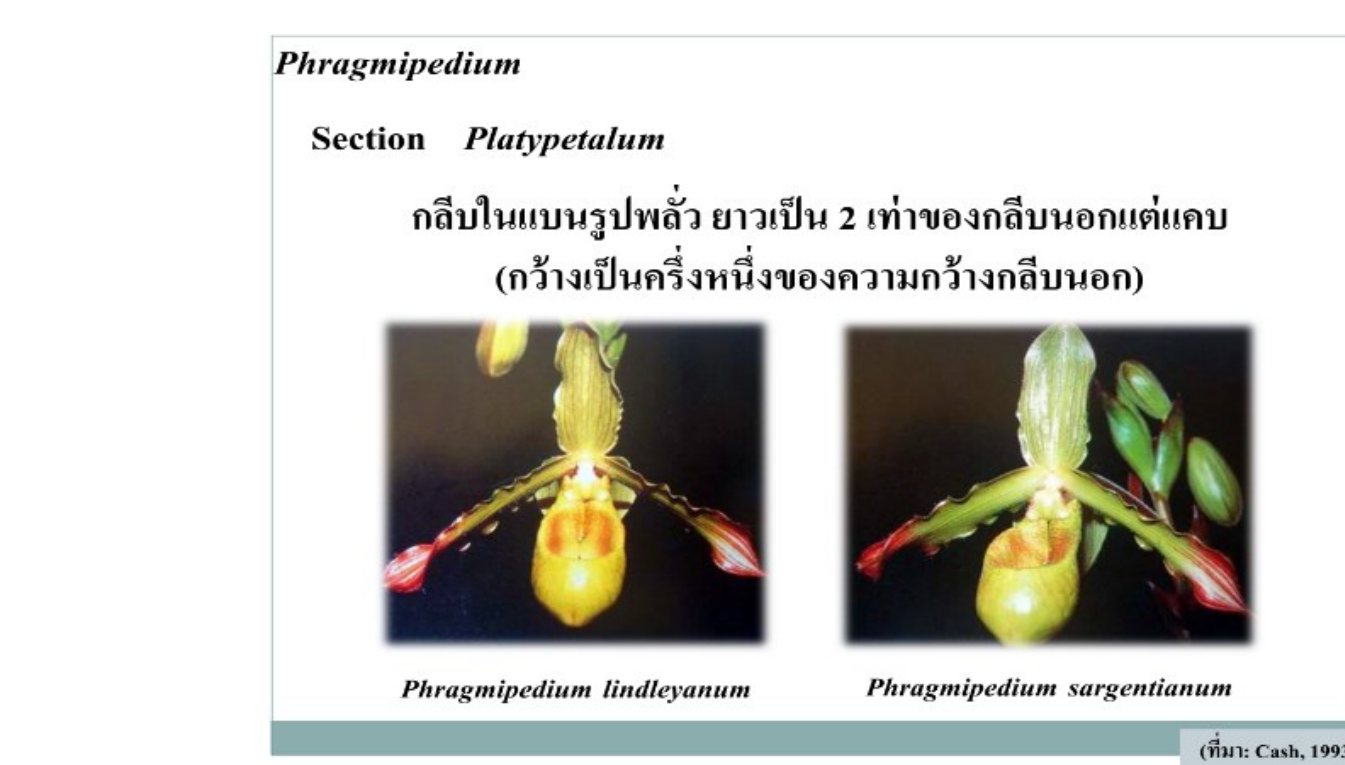 Phragmipedium
Section Platypetalum
กลีบในแบนรูปพลั่ว ยาวเป็น 2 เท่าของกลีบนอกแต่แคบ
(กว้างเป็นครึ่งหนึ่งของความกว้างกลีบนอก)
Phragmipedium lindleyanum
Phragmipedium sargentianum
(ที่มา: Cash, 1993